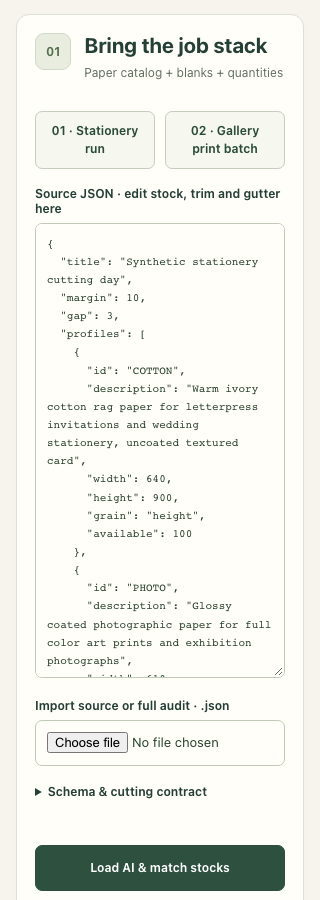 01
Bring the job stack
Paper catalog + blanks + quantities
01 · Stationery
run
02 · Gallery
print batch
Source JSON · edit stock, trim and gutter
here
{
"title": "Synthetic stationery
cutting day",
"margin": 10,
"gap": 3,
"profiles": [
{
"id": "COTTON",
"description": "Warm ivory
cotton rag paper for letterpress
invitations and wedding
stationery, uncoated textured
card",
"width": 640,
"height": 900,
"grain": "height",
"available": 100
},
{
"id": "PHOTO",
"description": "Glossy
coated photographic paper for full
color art prints and exhibition
photographs",
Import source or full audit · .json
Choose file No file chosen
Schema & cutting contract
Load AI & match stocks